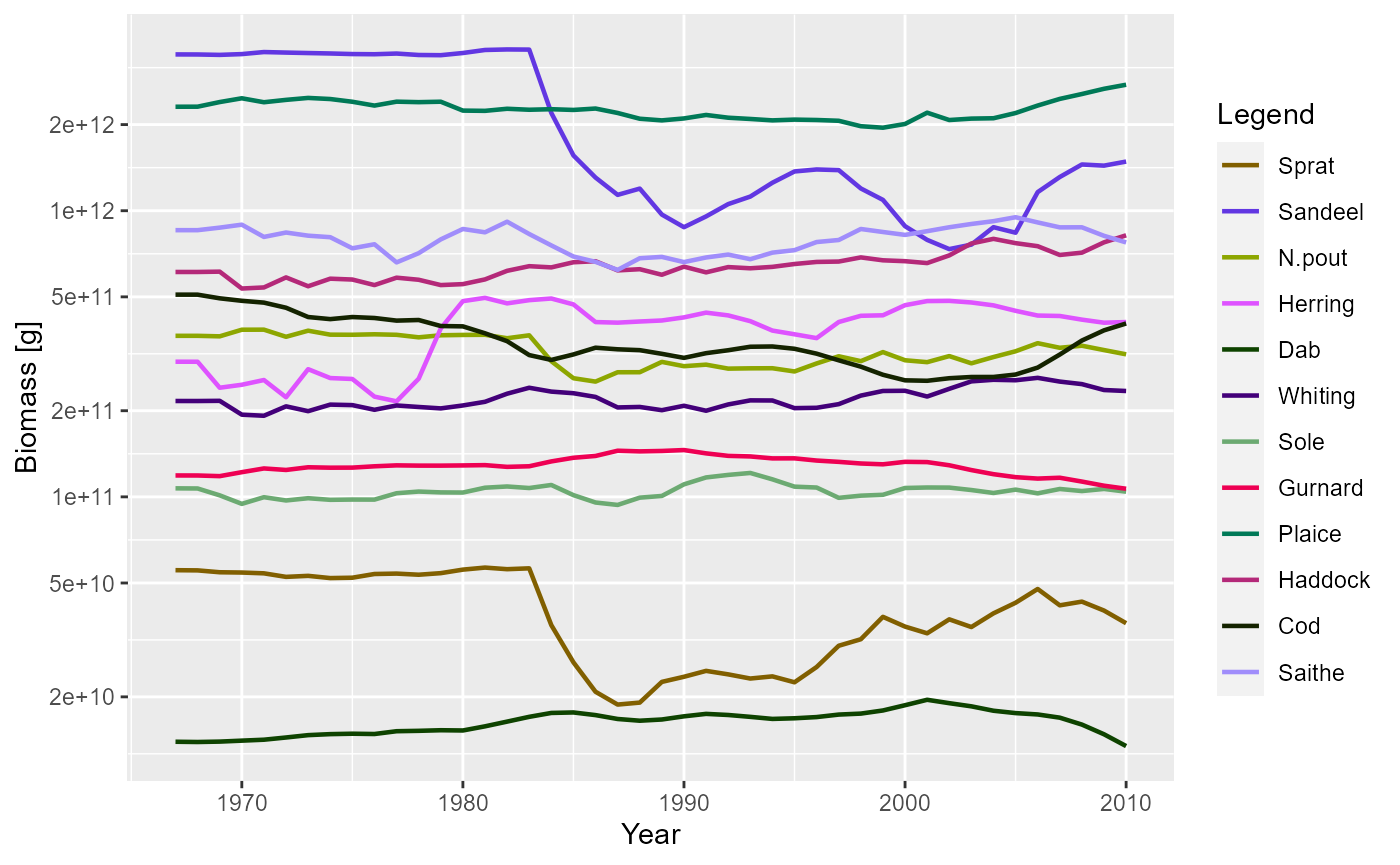 2e+12
1e+12
5e+11
2e+11
1e+11
5e+10
2e+10
Biomass [g]
1970 1980 1990 2000 2010
Year
Legend
Sprat
Sandeel
N.pout
Herring
Dab
Whiting
Sole
Gurnard
Plaice
Haddock
Cod
Saithe